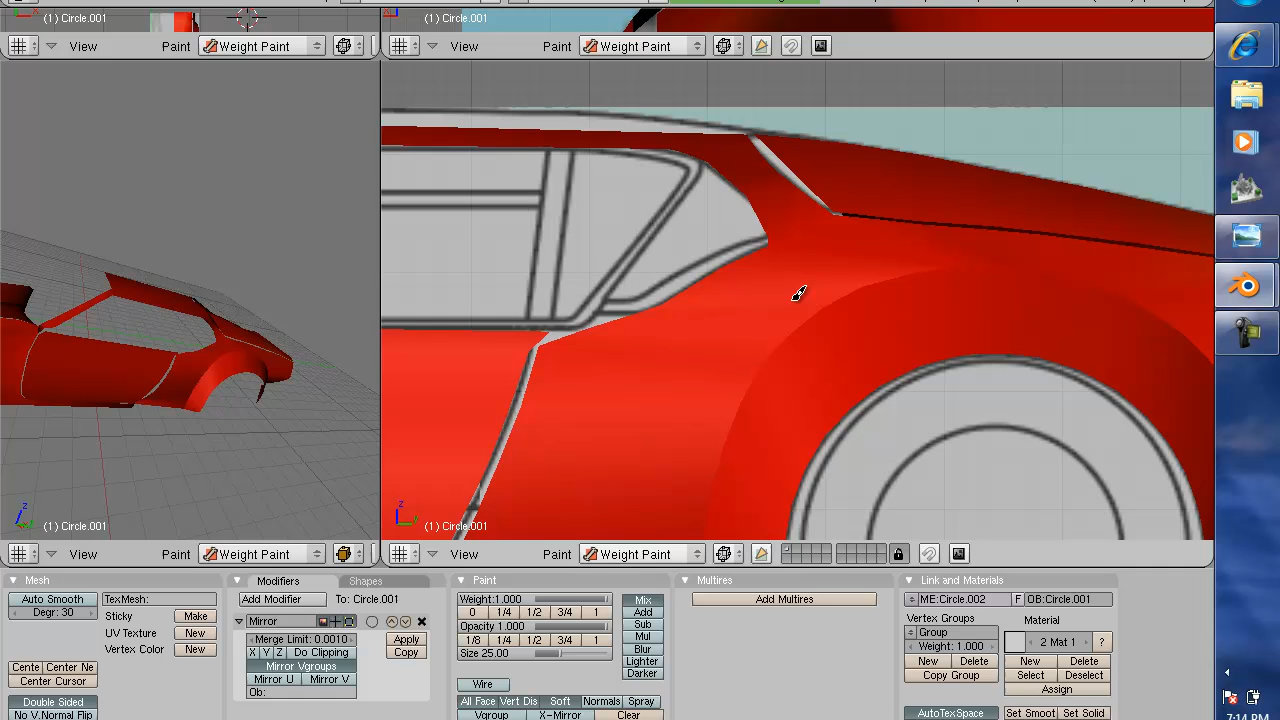 (1) Circle.001
(1) Circle.001
View Paint Weight Paint
View Paint Weight Paint
(1) Circle.001
(1) Circle.001
View Paint Weight Paint
View Paint Weight Paint
Mesh
Auto Smooth
Degr: 30
TexMesh:
Sticky Make
UV Texture New
Vertex Color New
Cente Center Ne
Center Cursor
Double Sided
No V.Normal Flip
Modifiers Shapes
Add Modifier To: Circle.001
Mirror
Merge Limit: 0.0010
X Y Z Do Clipping
Mirror Vgroups
Mirror U Mirror V
Ob:
Apply
Copy
Paint
Weight:1.000
0 1/4 1/2 3/4 1
Opacity 1.000
1/8 1/4 1/2 3/4 1
Size 25.00
Mix
Add
Sub
Mul
Blur
Lighter
Darker
Wire
All Face Vert Dis Soft Normals Spray
Vgroup X-Mirror Clear
Multires
Add Multires
Link and Materials
ME:Circle.002 F OB:Circle.001
Vertex Groups
Group
Weight: 1.000
New Delete
Copy Group
AutoTexSpace
Material
2 Mat 1 ?
New Delete
Select Deselect
Assign
Set Smoot Set Solid
z
z
y
7:14 PM